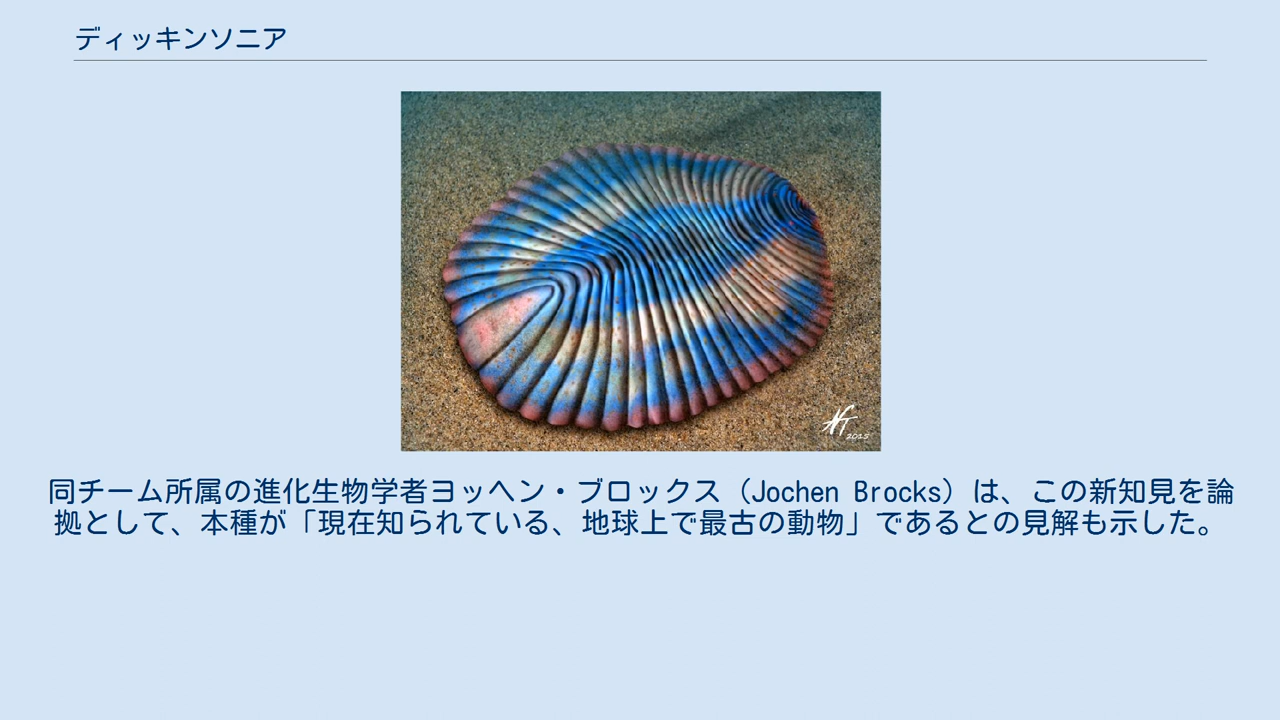 ディッキンソニア
2015
同チーム所属の進化生物学者ヨッヘン・ブロックス（Jochen Brocks）は、この新知見を論
拠として、本種が「現在知られている、地球上で最古の動物」であるとの見解も示した。